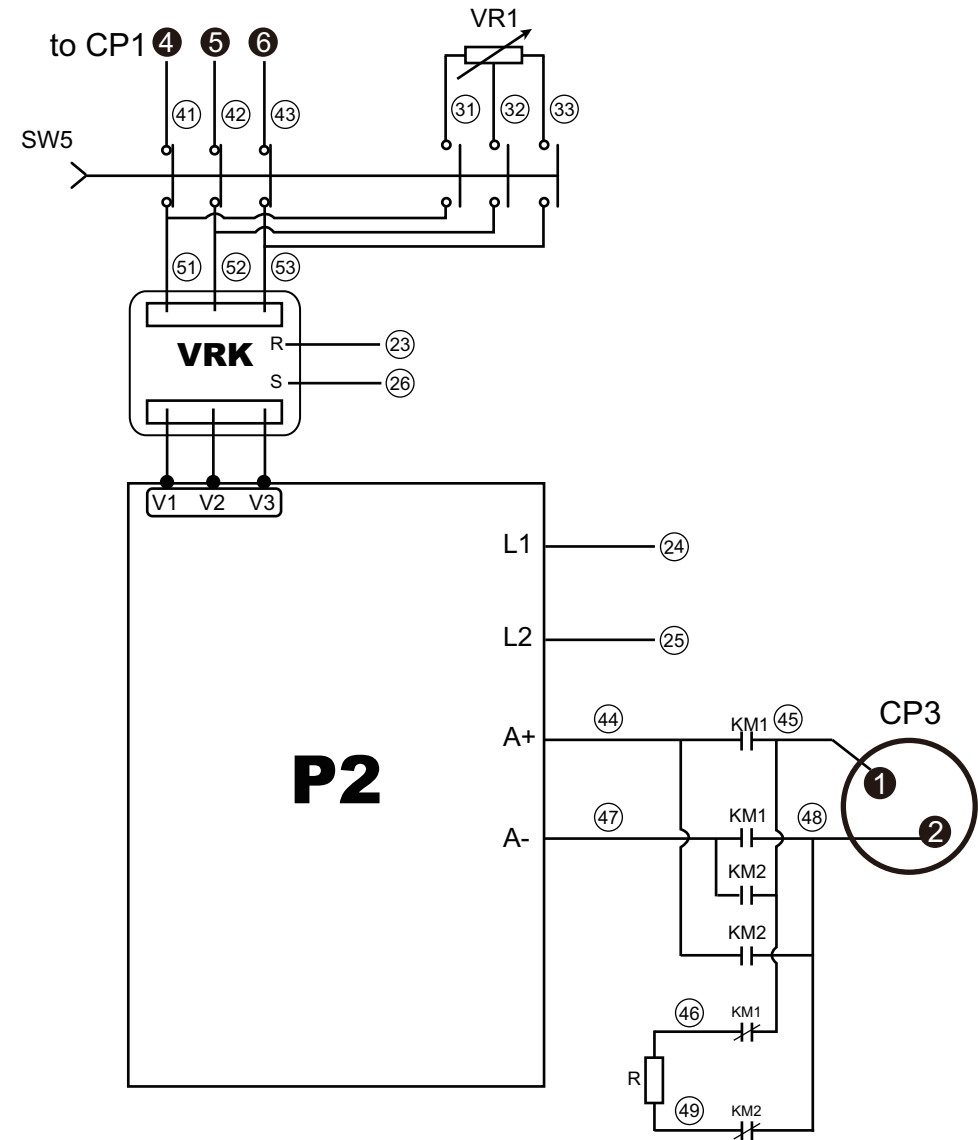 VR1
to CP1 4 5 6
31 32 33
41 42 43
SW5
51 52 53
VRK
R 23
S 26
V1 V2 V3
L1 24
L2 25
CP3
44 KM1 45
A+
1
P2
47 KM1 48
2
A-
KM2
KM2
46 KM1
R
49 KM2